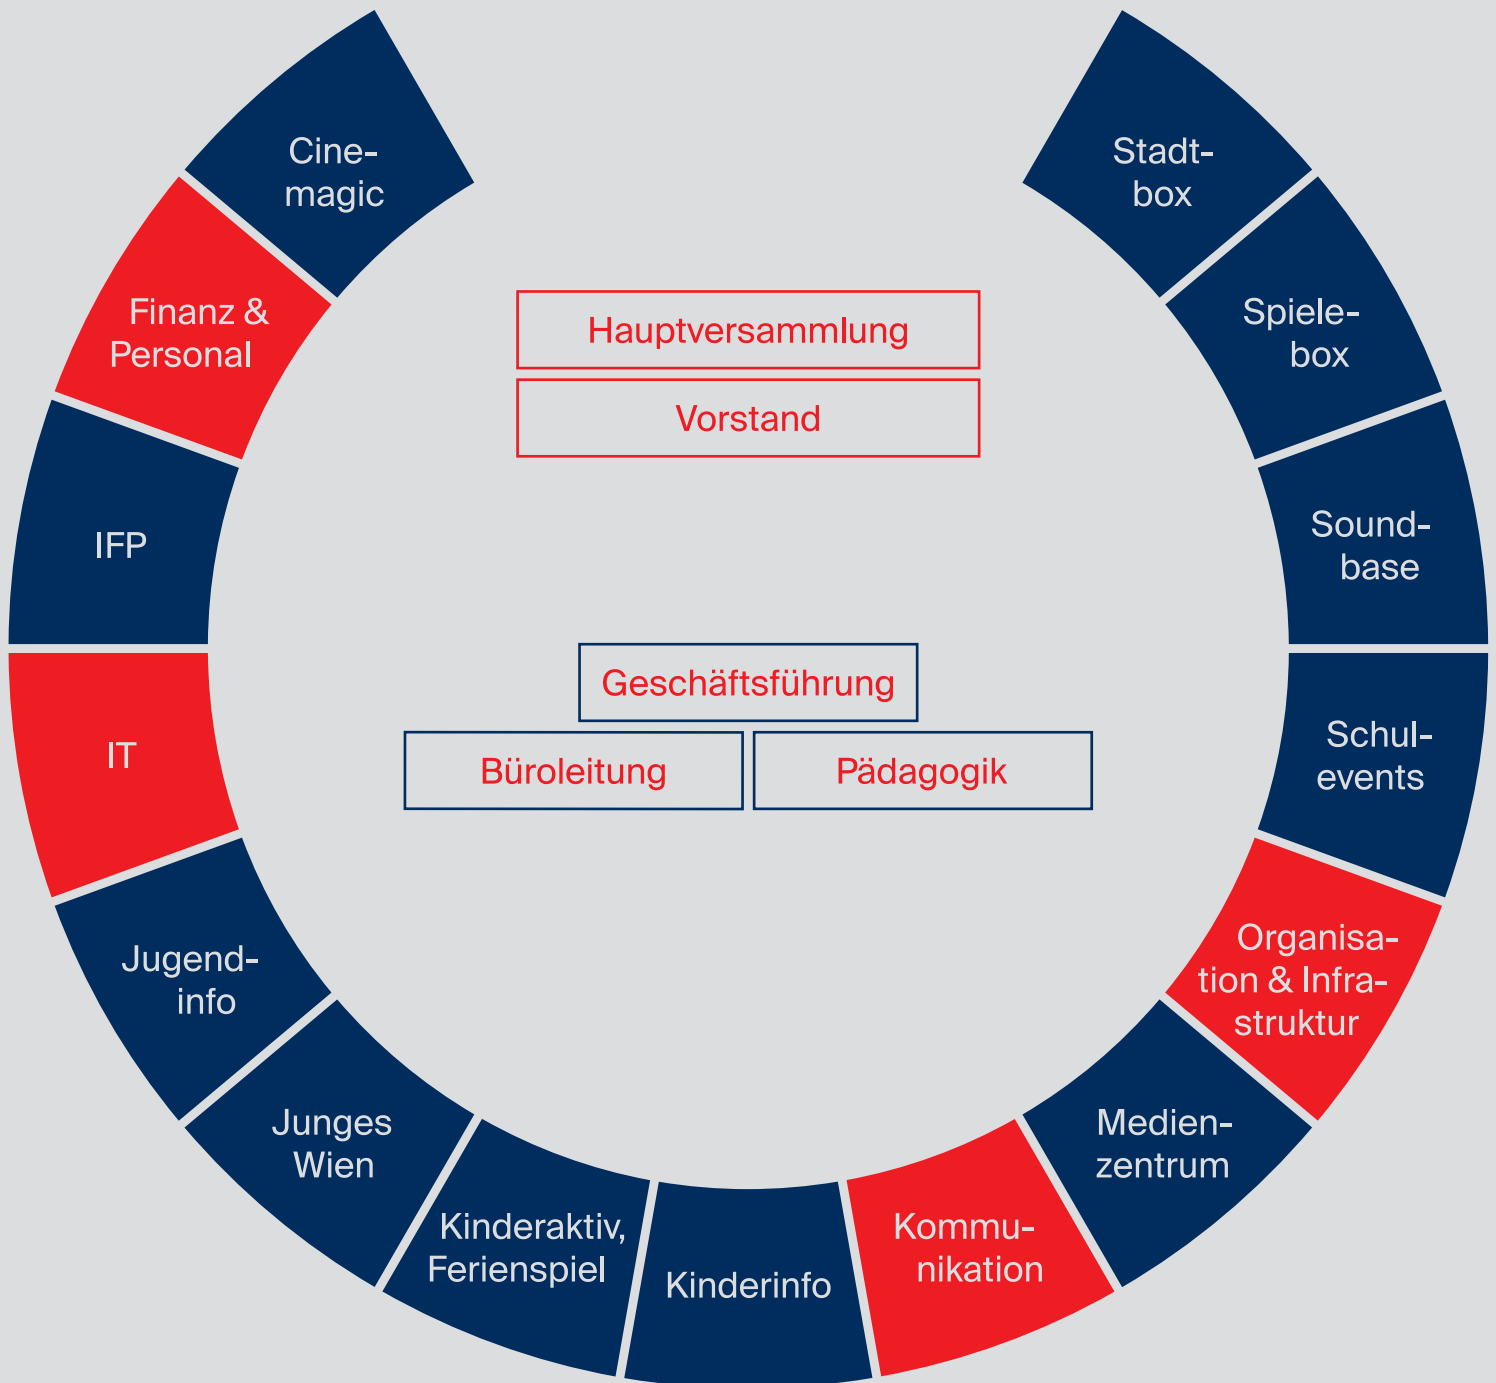 Cine-
magic
Finanz &
Personal
IFP
IT
Jugend-
info
Junges
Wien
Kinderaktiv,
Ferienspiel
Kinderinfo
Kommu-
nikation
Medien-
zentrum
Organisa-
tion & Infra-
struktur
Schul-
events
Sound-
base
Spiele-
box
Stadt-
box
Hauptversammlung
Vorstand
Geschäftsführung
Büroleitung
Pädagogik